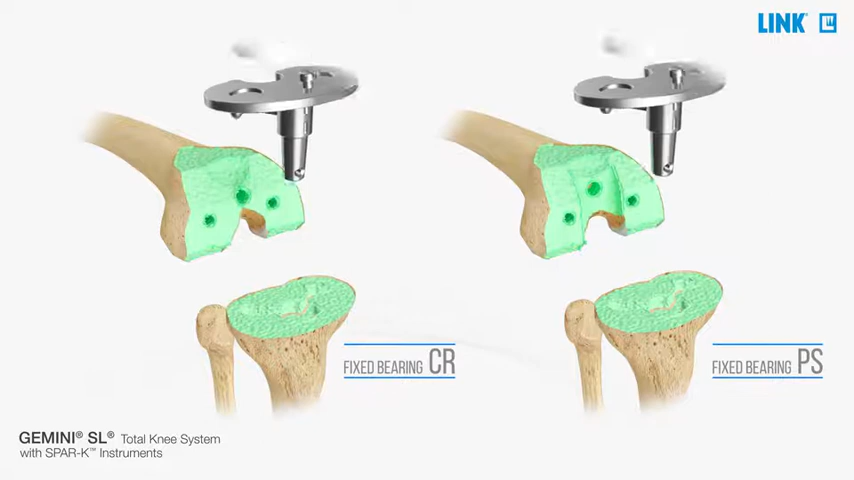 LINK®
FIXED BEARING CR
FIXED BEARING PS
GEMINI® SL® Total Knee System
with SPAR-K™ Instruments